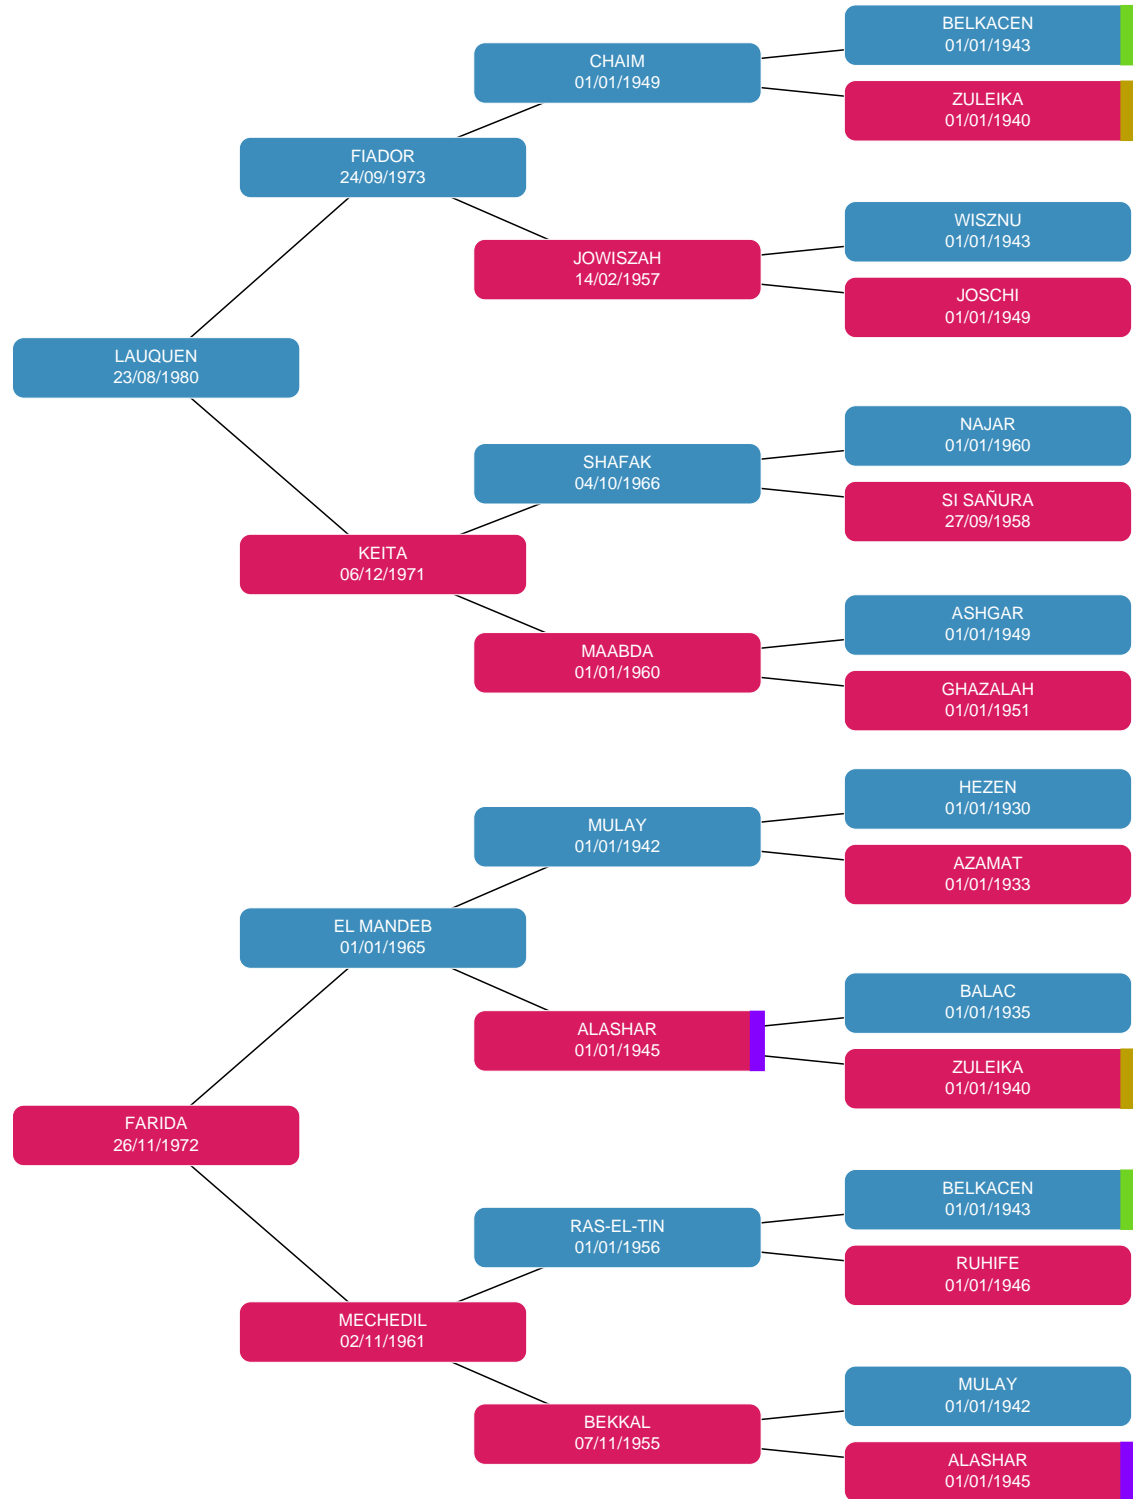 BELKACEN
01/01/1943
CHAIM
01/01/1949
ZULEIKA
01/01/1940
FIADOR
24/09/1973
WISZNU
01/01/1943
JOWISZAH
14/02/1957
JOSCHI
01/01/1949
LAUQUEN
23/08/1980
NAJAR
01/01/1960
SHAFAK
04/10/1966
SI SAÑURA
27/09/1958
KEITA
06/12/1971
ASHGAR
01/01/1949
MAABDA
01/01/1960
GHAZALAH
01/01/1951
HEZEN
01/01/1930
MULAY
01/01/1942
AZAMAT
01/01/1933
EL MANDEB
01/01/1965
BALAC
01/01/1935
ALASHAR
01/01/1945
ZULEIKA
01/01/1940
FARIDA
26/11/1972
BELKACEN
01/01/1943
RAS-EL-TIN
01/01/1956
RUHIFE
01/01/1946
MECHEDIL
02/11/1961
MULAY
01/01/1942
BEKKAL
07/11/1955
ALASHAR
01/01/1945